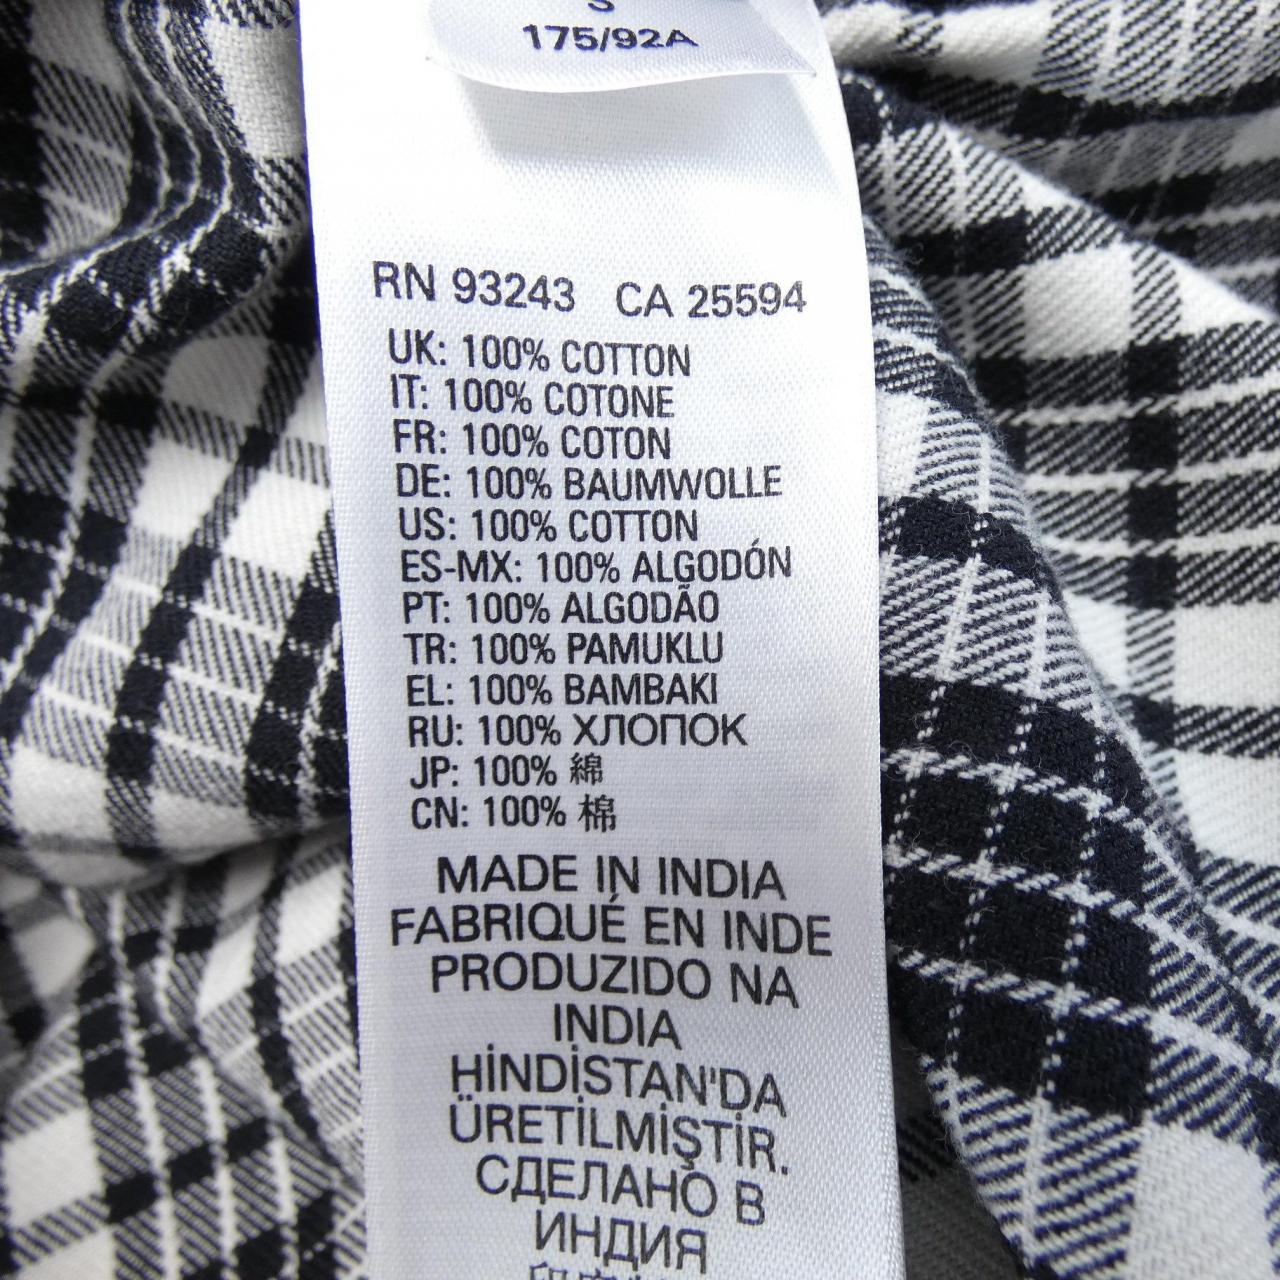 S
175/92A
RN 93243 CA 25594
UK: 100% COTTON
IT: 100% COTONE
FR: 100% COTON
DE: 100% BAUMWOLLE
US: 100% COTTON
ES-MX: 100% ALGODÓN
PT: 100% ALGODÃO
TR: 100% PAMUKLU
EL: 100% BAMBAKI
RU: 100% ХЛОПОК
JP: 100% 綿
CN: 100% 棉
MADE IN INDIA
FABRIQUÉ EN INDE
PRODUZIDO NA
INDIA
HİNDİSTAN'DA
ÜRETİLMİŞTİR.
СДЕЛАНО В
ИНДИЯ